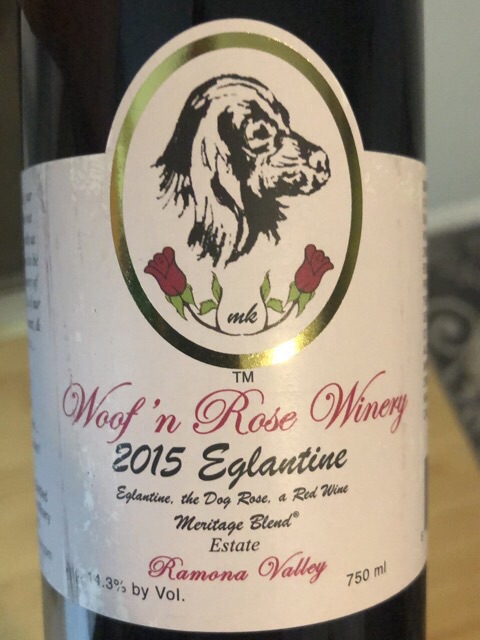 mk
TM
Woof 'n Rose Winery
2015 Eglantine
Eglantine, the Dog Rose, a Red Wine
Meritage Blend®
Estate
Ramona Valley
14.3% by Vol.
750 ml